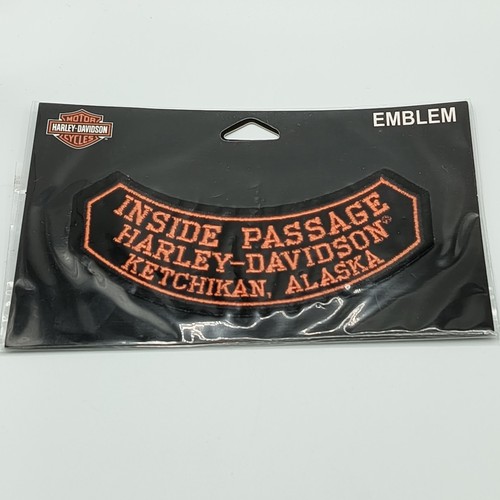 MOTOR
HARLEY-DAVIDSON
CYCLES
EMBLEM
INSIDE PASSAGE
HARLEY-DAVIDSON
KETCHIKAN, ALASKA